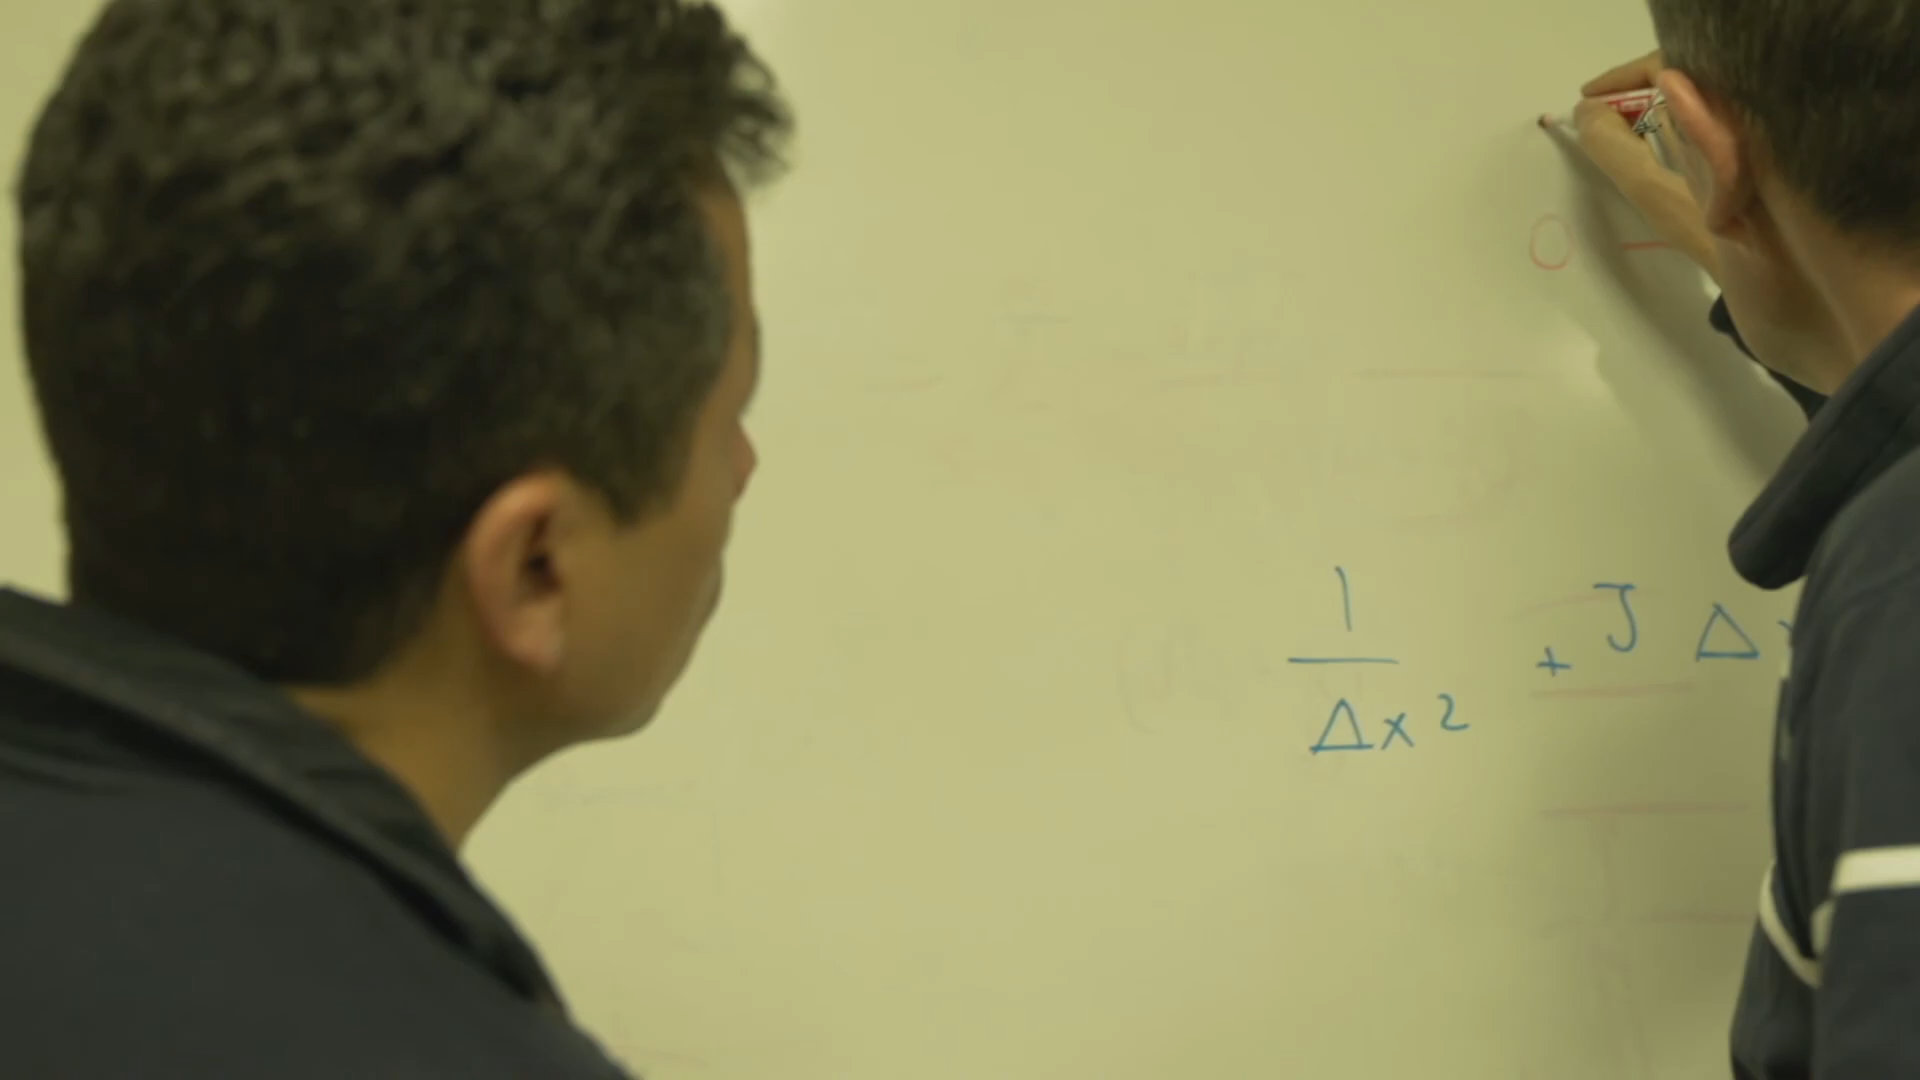 O —
1
— + J Δ
Δx²